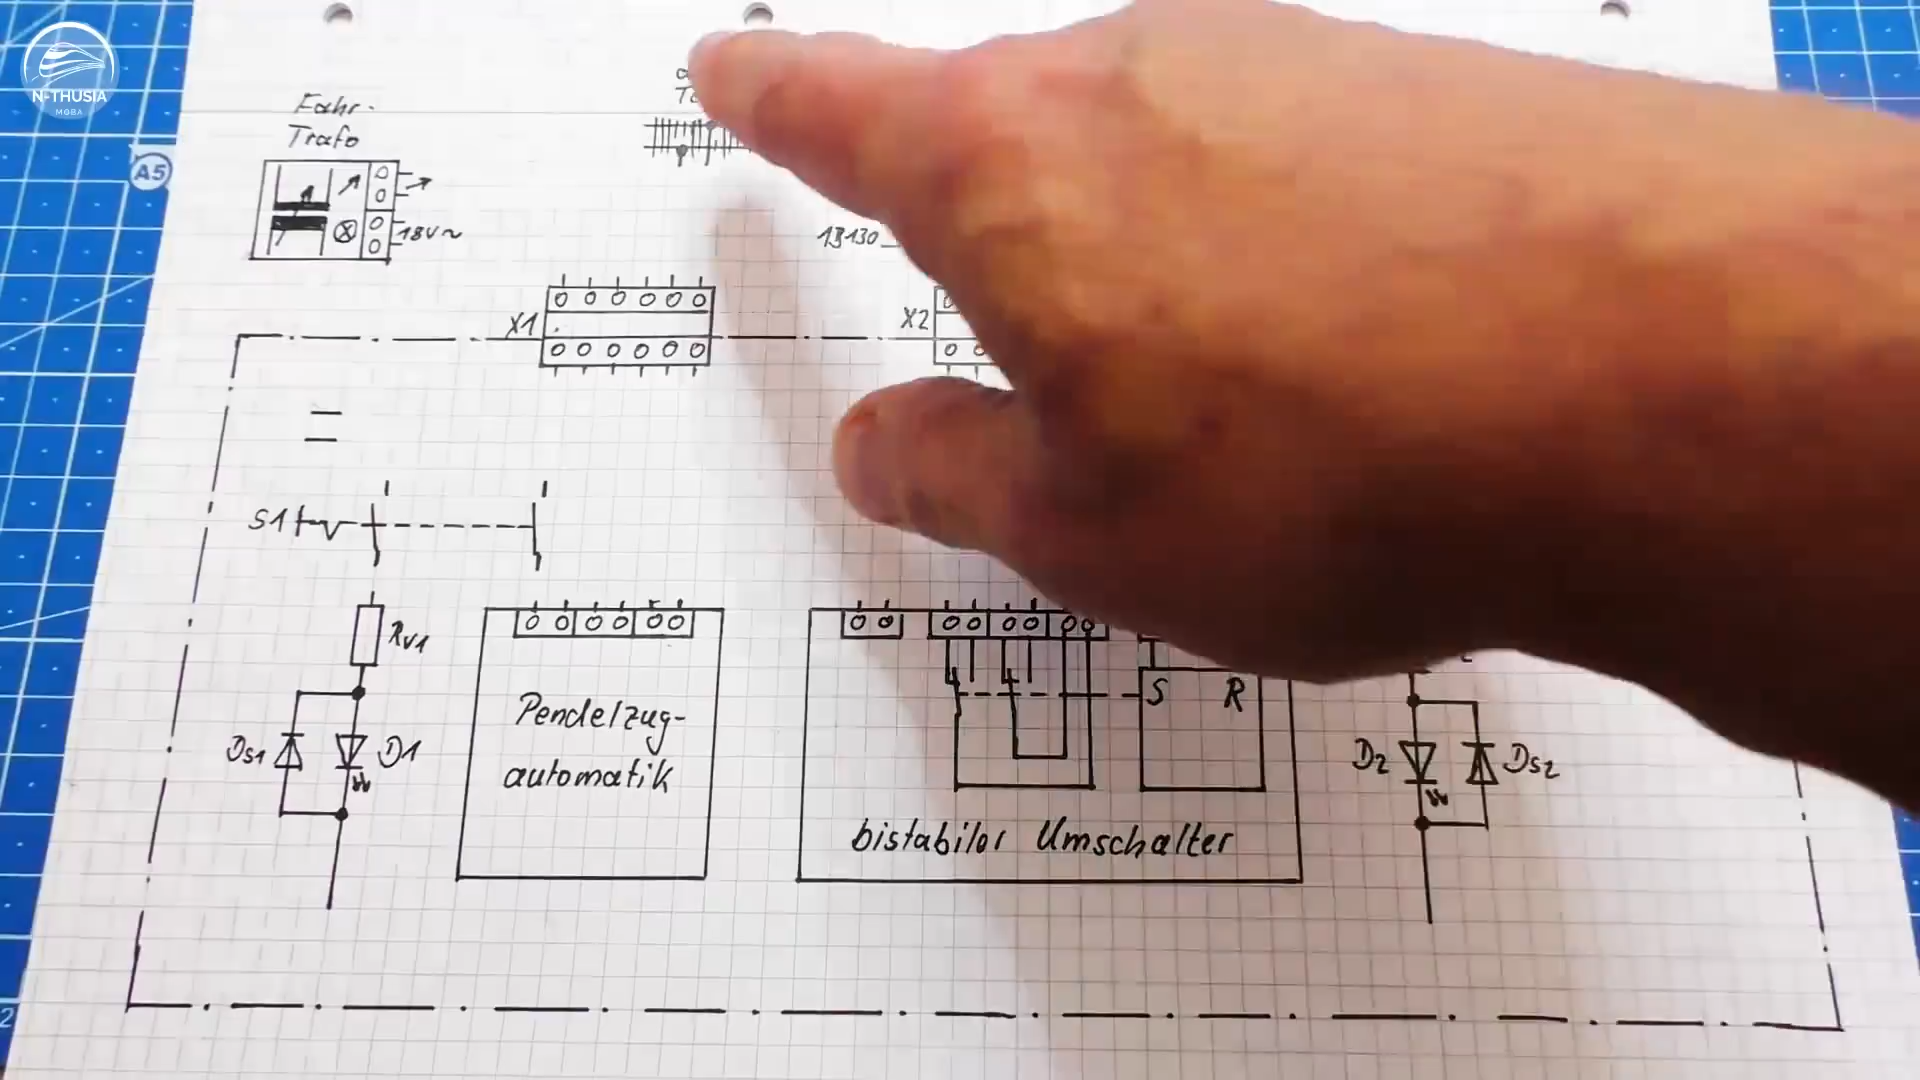 N-THUSIA
MOBA
A5
Fahr-
Trafo
18V~
13130
X1
X2
S1
RV1
DS1
D1
Pendelzug-
automatik
S
R
bistabiler Umschalter
D2
DS2
2